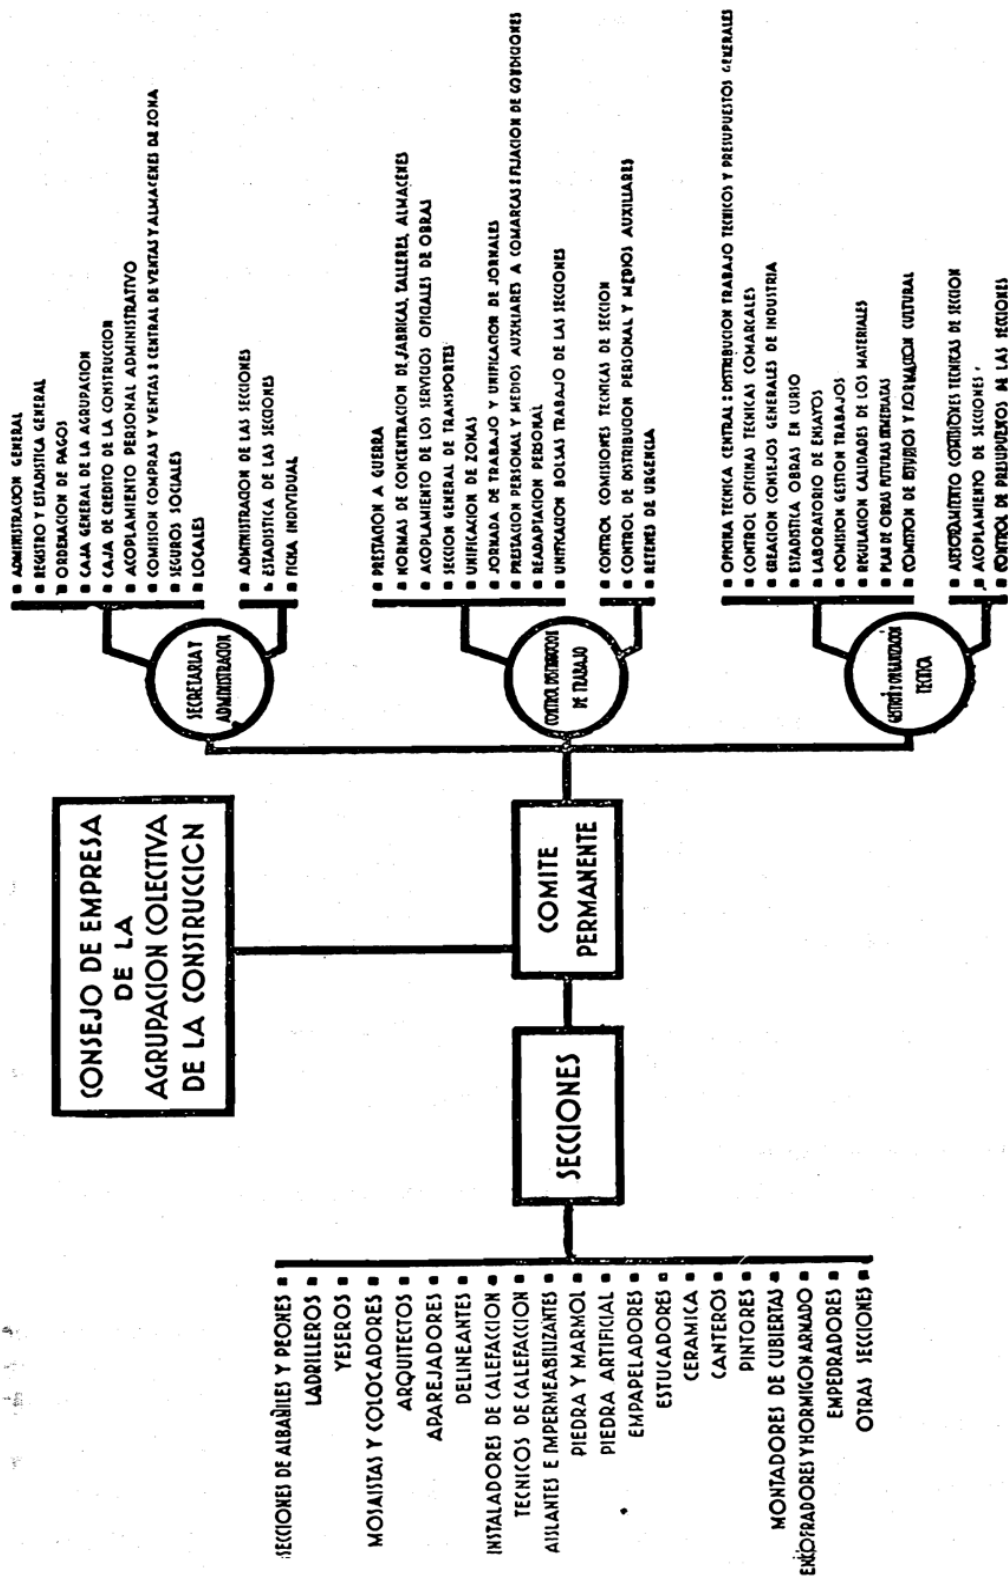 CONSEJO DE EMPRESA
DE LA
AGRUPACION COLECTIVA
DE LA CONSTRUCCION
COMITE
PERMANENTE
SECCIONES
SECCIONES DE ALBAÑILES Y PEONES
LADRILLEROS
YESEROS
MOSAISTAS Y COLOCADORES
ARQUITECTOS
APAREJADORES
DELINEANTES
INSTALADORES DE CALEFACCION
TECNICOS DE CALEFACCION
AISLANTES E IMPERMEABILIZANTES
PIEDRA Y MARMOL
PIEDRA ARTIFICIAL
EMPAPELADORES
ESTUCADORES
CERAMICA
CANTEROS
PINTORES
MONTADORES DE CUBIERTAS
ENCOFRADORES Y HORMIGON ARMADO
EMPEDRADORES
OTRAS SECCIONES
SECRETARIA Y
ADMINISTRACION
ADMINISTRACION GENERAL
REGISTRO Y ESTADISTICA GENERAL
ORDENACION DE PAGOS
CAJA GENERAL DE LA AGRUPACION
CAJA DE CREDITO DE LA CONSTRUCCION
ACOPLAMIENTO PERSONAL ADMINISTRATIVO
COMISION COMPRAS Y VENTAS : CENTRAL DE VENTAS Y ALMACENES DE ZONA
SEGUROS SOCIALES
LOCALES
ADMINISTRACION DE LAS SECCIONES
ESTADISTICA DE LAS SECCIONES
FICHA INDIVIDUAL
CONTROL DISTRIBUCION
DE TRABAJO
PRESTACION A GUERRA
NORMAS DE CONCENTRACION DE FABRICAS, TALLERES, ALMACENES
ACOPLAMIENTO DE LOS SERVICIOS OFICIALES DE OBRAS
SECCION GENERAL DE TRANSPORTES
UNIFICACION DE ZONAS
JORNADA DE TRABAJO Y UNIFICACION DE JORNALES
PRESTACION PERSONAL Y MEDIOS AUXILIARES A COMARCAS : FIJACION DE CONDICIONES
READAPTACION PERSONAL
UNIFICACION BOLSAS TRABAJO DE LAS SECCIONES
CONTROL COMISIONES TECNICAS DE SECCION
CONTROL DE DISTRIBUCION PERSONAL Y MEDIOS AUXILIARES
RETENES DE URGENCIA
GESTION Y ORGANIZACION
TECNICA
OFICINA TECNICA CENTRAL : DISTRIBUCION TRABAJO TECNICOS Y PRESUPUESTOS GENERALES
CONTROL OFICINAS TECNICAS COMARCALES
CREACION CONSEJOS GENERALES DE INDUSTRIA
ESTADISTICA OBRAS EN CURSO
LABORATORIO DE ENSAYOS
COMISION GESTION TRABAJOS
REGULACION CALIDADES DE LOS MATERIALES
PLAN DE OBRAS FUTURAS INMEDIATAS
COMISION DE ESTUDIOS Y FORMACION CULTURAL
ASESORAMIENTO COMISIONES TECNICAS DE SECCION
ACOPLAMIENTO DE SECCIONES
CONTROL DE PRESUPUESTOS DE LAS SECCIONES